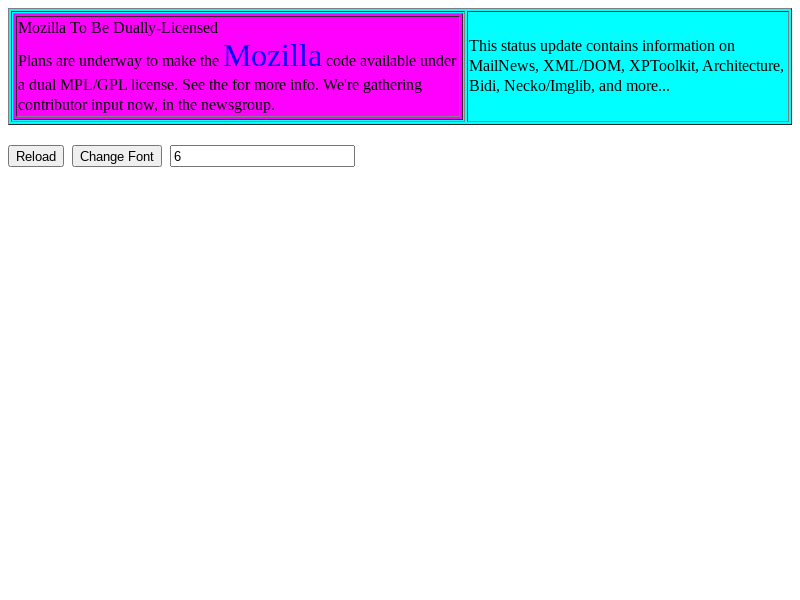 Mozilla To Be Dually-Licensed
Plans are underway to make the Mozilla code available under
a dual MPL/GPL license. See the for more info. We're gathering
contributor input now, in the newsgroup.
This status update contains information on
MailNews, XML/DOM, XPToolkit, Architecture,
Bidi, Necko/Imglib, and more...
Reload Change Font 6